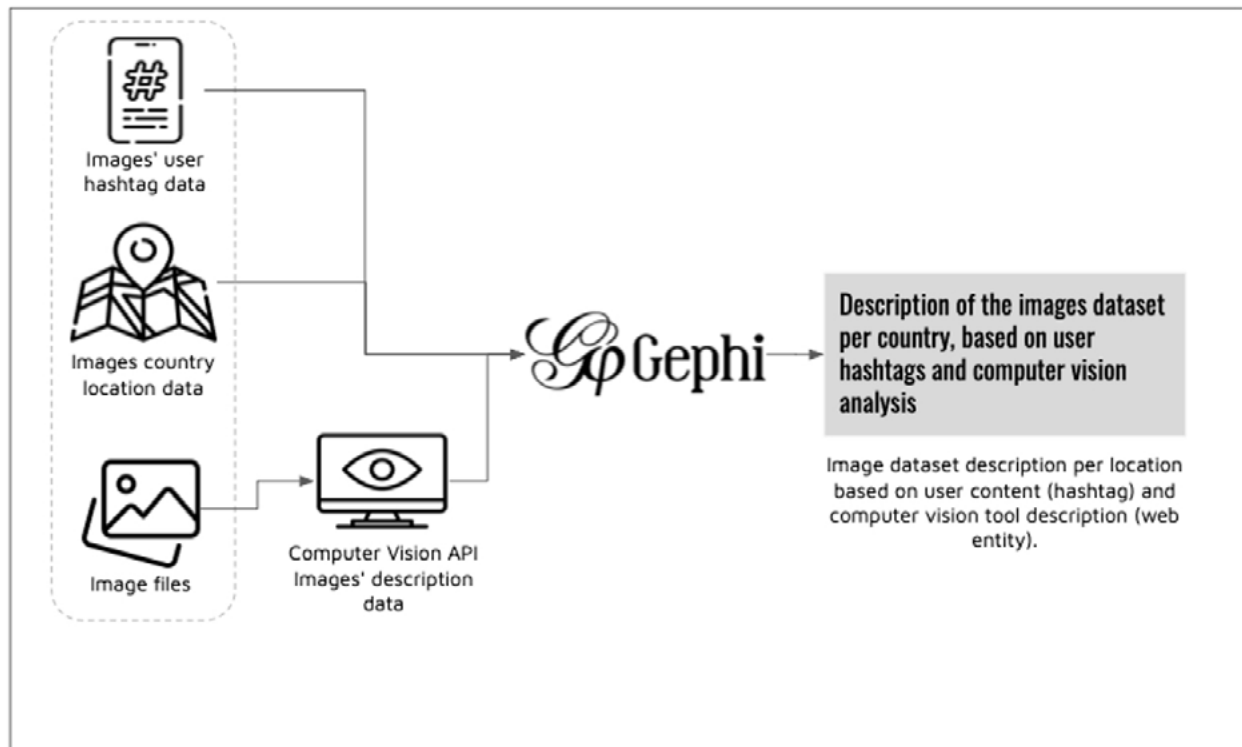 #
Images' user
hashtag data
Images country
location data
Image files
Computer Vision API
Images' description
data
Gφ Gephi
Description of the images dataset
per country, based on user
hashtags and computer vision
analysis
Image dataset description per location
based on user content (hashtag) and
computer vision tool description (web
entity).